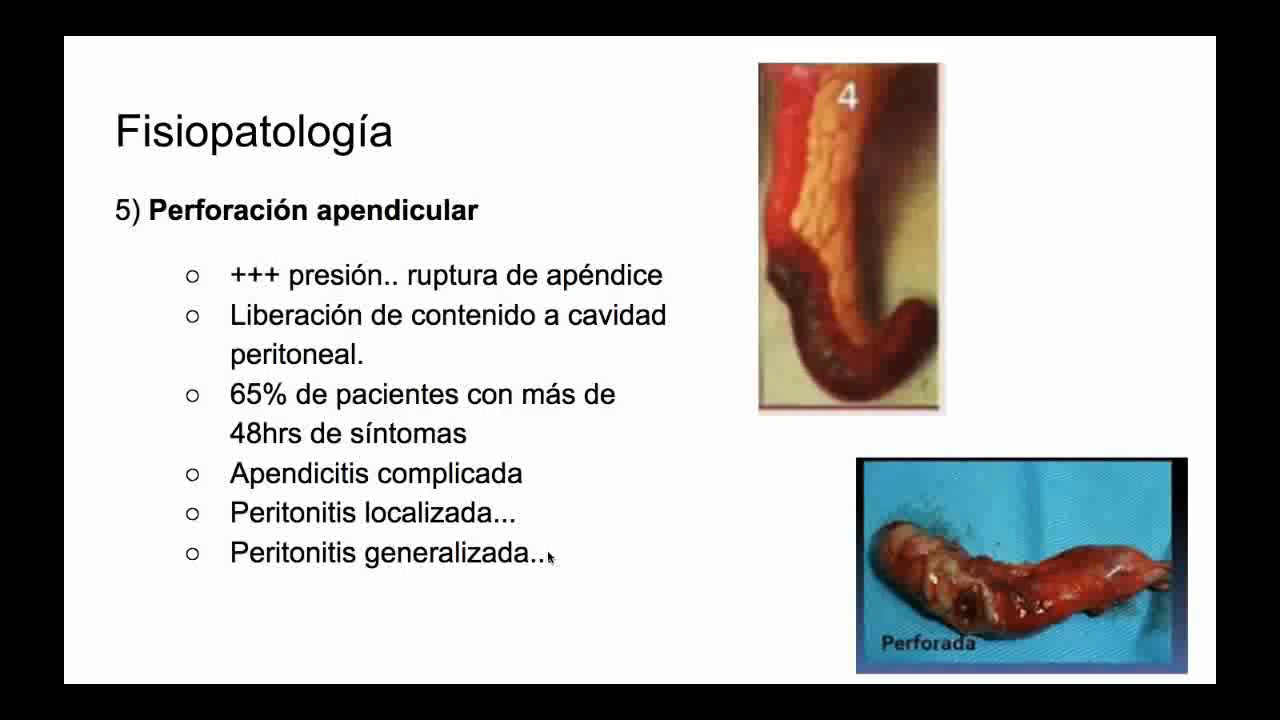 Fisiopatología
5) Perforación apendicular
○ +++ presión.. ruptura de apéndice
○ Liberación de contenido a cavidad
peritoneal.
○ 65% de pacientes con más de
48hrs de síntomas
○ Apendicitis complicada
○ Peritonitis localizada...
○ Peritonitis generalizada...
4
Perforada